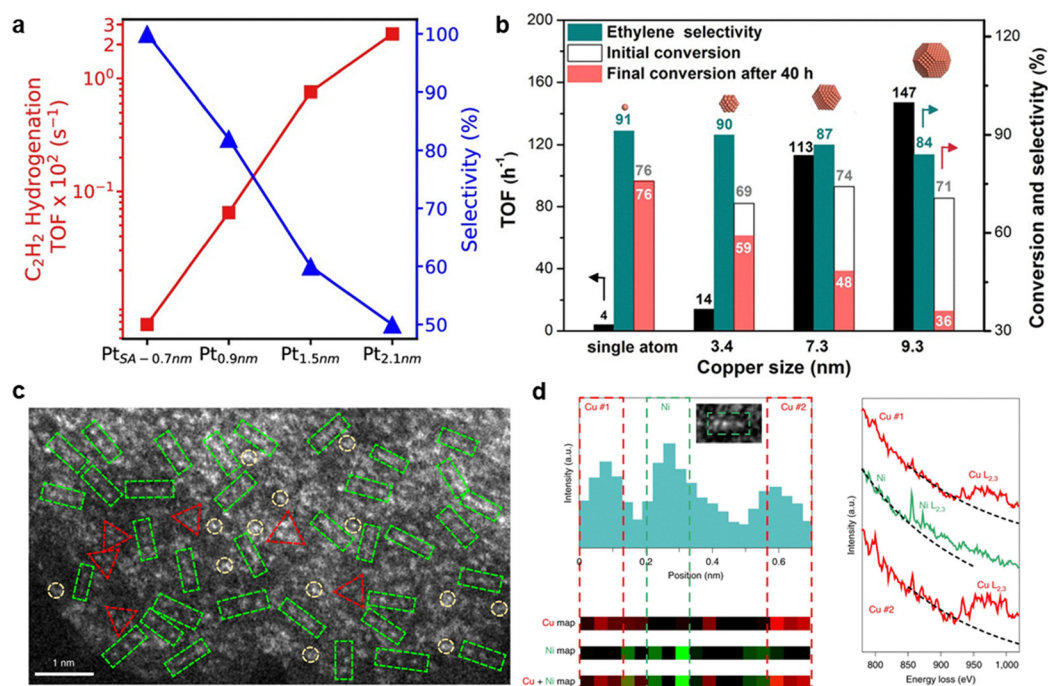 a
C₂H₂ Hydrogenation
TOF x 10² (s⁻¹)
3
2
10⁰
10⁻¹
100
90
80
70
60
50
Selectivity (%)
Pt_SA−0.7nm Pt_0.9nm Pt_1.5nm Pt_2.1nm
b
TOF (h⁻¹)
200
160
120
80
40
0
Ethylene selectivity
Initial conversion
Final conversion after 40 h
4
91
76
76
14
90
69
59
113
87
74
48
147
84
71
36
120
90
60
30
Conversion and selectivity (%)
single atom 3.4 7.3 9.3
Copper size (nm)
c
1 nm
d
Cu #1 Ni Cu #2
Intensity (a.u.)
0 0.2 0.4 0.6
Position (nm)
Cu map
Ni map
Cu + Ni map
Intensity (a.u.)
Cu #1
Cu L₂,₃
Ni
Ni L₂,₃
Cu L₂,₃
Cu #2
800 850 900 950 1,000
Energy loss (eV)